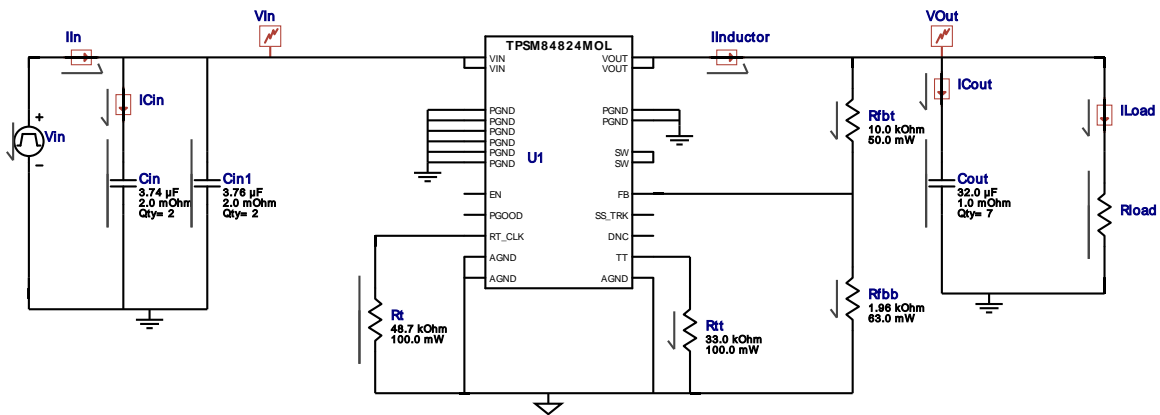 VIn
VOut
IIn
TPSM84824MOL
IInductor
VIN
VIN
VOUT
VOUT
ICin
ICout
PGND
PGND
PGND
PGND
PGND
PGND
PGND
PGND
Rfbt
10.0 kOhm
50.0 mW
ILoad
+
Vin
-
U1
SW
SW
Cin
3.74 µF
2.0 mOhm
Qty= 2
Cin1
3.76 µF
2.0 mOhm
Qty= 2
EN
FB
Cout
32.0 µF
1.0 mOhm
Qty= 7
PGOOD
SS_TRK
Rload
RT_CLK
DNC
AGND
TT
AGND
AGND
Rfbb
1.96 kOhm
63.0 mW
Rt
48.7 kOhm
100.0 mW
Rtt
33.0 kOhm
100.0 mW